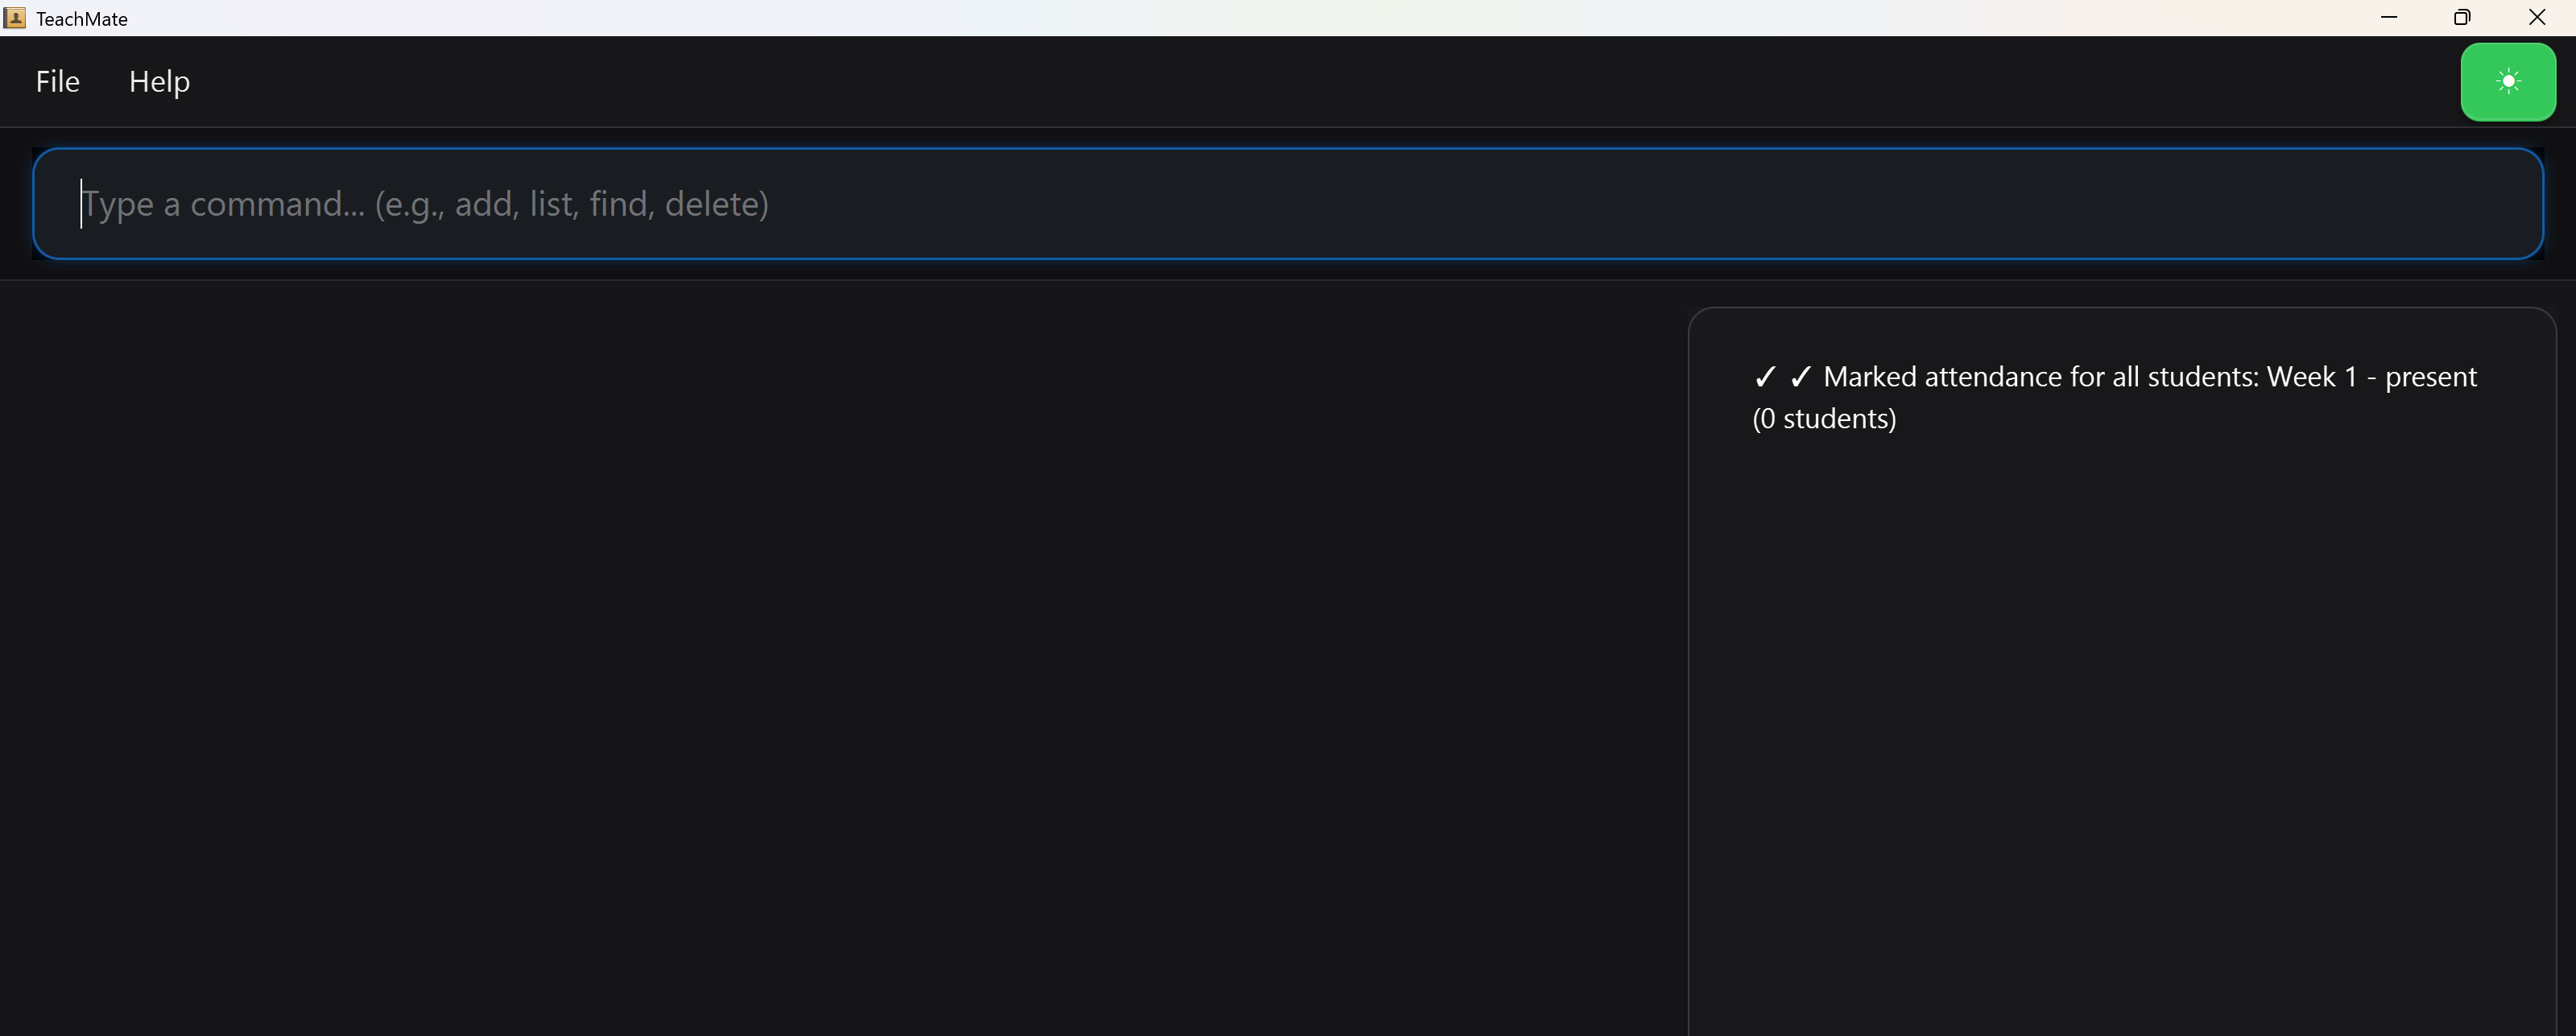 TeachMate
File Help
Type a command... (e.g., add, list, find, delete)
✓ ✓ Marked attendance for all students: Week 1 - present
(0 students)